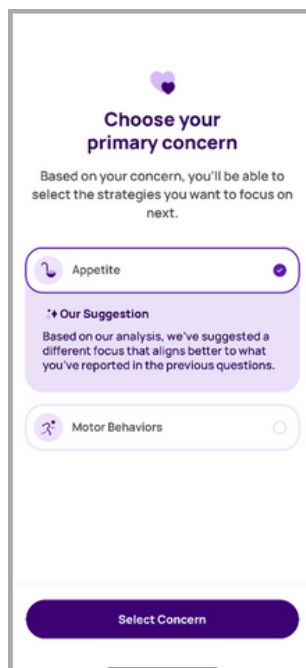 Choose your
primary concern
Based on your concern, you'll be able to
select the strategies you want to focus on
next.
Appetite
Our Suggestion
Based on our analysis, we've suggested a
different focus that aligns better to what
you've reported in the previous questions.
Motor Behaviors
Select Concern